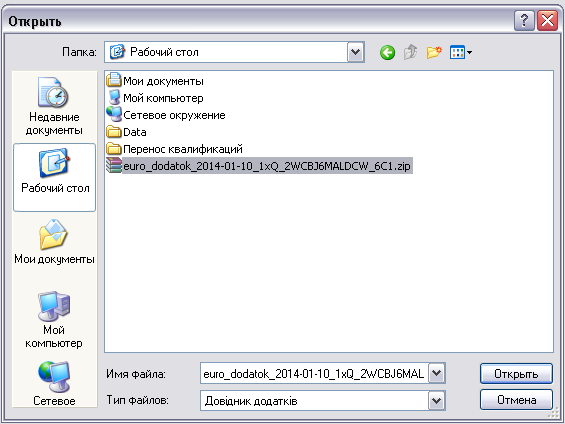 Открыть
Папка:
Рабочий стол
Недавние
документы
Рабочий стол
Мои документы
Мой
компьютер
Сетевое
Мои документы
Мой компьютер
Сетевое окружение
Data
Перенос квалификаций
euro_dodatok_2014-01-10_1xQ_2WCBJ6MALDCW_6C1.zip
Имя файла:
euro_dodatok_2014-01-10_1xQ_2WCBJ6MAL
Открыть
Тип файлов:
Довідник додатків
Отмена